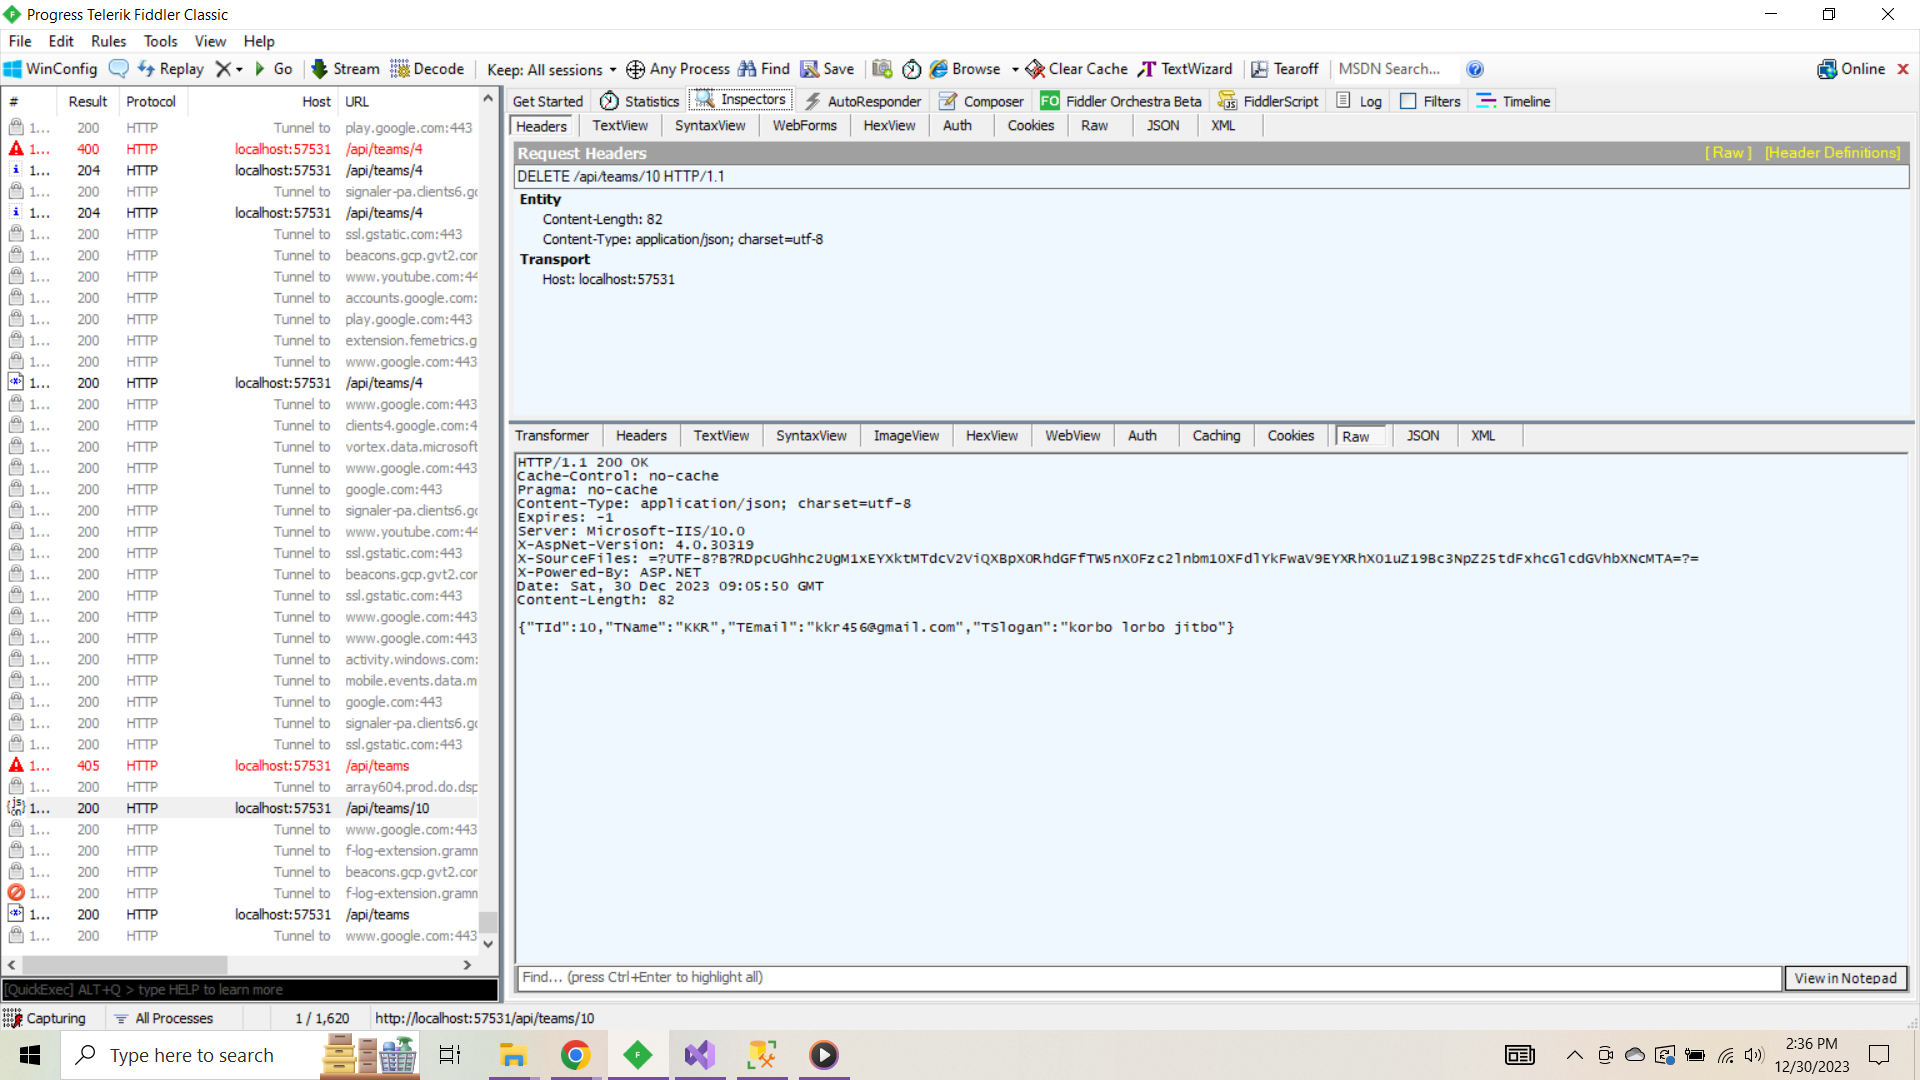 Progress Telerik Fiddler Classic
File Edit Rules Tools View Help
WinConfig Replay Go Stream Decode Keep: All sessions Any Process Find Save Browse Clear Cache TextWizard Tearoff MSDN Search... Online
# Result Protocol Host URL
1... 200 HTTP Tunnel to play.google.com:443
1... 400 HTTP localhost:57531 /api/teams/4
1... 204 HTTP localhost:57531 /api/teams/4
1... 200 HTTP Tunnel to signaler-pa.clients6.go
1... 204 HTTP localhost:57531 /api/teams/4
1... 200 HTTP Tunnel to ssl.gstatic.com:443
1... 200 HTTP Tunnel to beacons.gcp.gvt2.cor
1... 200 HTTP Tunnel to www.youtube.com:44
1... 200 HTTP Tunnel to accounts.google.com:
1... 200 HTTP Tunnel to play.google.com:443
1... 200 HTTP Tunnel to extension.femetrics.g
1... 200 HTTP Tunnel to www.google.com:443
1... 200 HTTP localhost:57531 /api/teams/4
1... 200 HTTP Tunnel to www.google.com:443
1... 200 HTTP Tunnel to clients4.google.com:4
1... 200 HTTP Tunnel to vortex.data.microsoft
1... 200 HTTP Tunnel to www.google.com:443
1... 200 HTTP Tunnel to google.com:443
1... 200 HTTP Tunnel to signaler-pa.clients6.go
1... 200 HTTP Tunnel to www.youtube.com:44
1... 200 HTTP Tunnel to ssl.gstatic.com:443
1... 200 HTTP Tunnel to beacons.gcp.gvt2.cor
1... 200 HTTP Tunnel to ssl.gstatic.com:443
1... 200 HTTP Tunnel to www.google.com:443
1... 200 HTTP Tunnel to www.google.com:443
1... 200 HTTP Tunnel to activity.windows.com:
1... 200 HTTP Tunnel to mobile.events.data.m
1... 200 HTTP Tunnel to google.com:443
1... 200 HTTP Tunnel to signaler-pa.clients6.go
1... 200 HTTP Tunnel to ssl.gstatic.com:443
1... 405 HTTP localhost:57531 /api/teams
1... 200 HTTP Tunnel to array604.prod.do.dsp
1... 200 HTTP localhost:57531 /api/teams/10
1... 200 HTTP Tunnel to www.google.com:443
1... 200 HTTP Tunnel to f-log-extension.gramm
1... 200 HTTP Tunnel to beacons.gcp.gvt2.cor
1... 200 HTTP Tunnel to f-log-extension.gramm
1... 200 HTTP localhost:57531 /api/teams
1... 200 HTTP Tunnel to www.google.com:443
[QuickExec] ALT+Q > type HELP to learn more
Get Started Statistics Inspectors AutoResponder Composer FO Fiddler Orchestra Beta FiddlerScript Log Filters Timeline
Headers TextView SyntaxView WebForms HexView Auth Cookies Raw JSON XML
Request Headers [ Raw ] [Header Definitions]
DELETE /api/teams/10 HTTP/1.1
Entity
Content-Length: 82
Content-Type: application/json; charset=utf-8
Transport
Host: localhost:57531
Transformer Headers TextView SyntaxView ImageView HexView WebView Auth Caching Cookies Raw JSON XML
HTTP/1.1 200 OK
Cache-Control: no-cache
Pragma: no-cache
Content-Type: application/json; charset=utf-8
Expires: -1
Server: Microsoft-IIS/10.0
X-AspNet-Version: 4.0.30319
X-SourceFiles:
X-Powered-By: ASP.NET
Date: Sat, 30 Dec 2023 09:05:50 GMT
Content-Length: 82
{"TId":10,"TName":"KKR","TEmail":"kkr456@gmail.com","TSlogan":"korbo lorbo jitbo"}
Find... (press Ctrl+Enter to highlight all) View in Notepad
Capturing All Processes 1 / 1,620 http://localhost:57531/api/teams/10
Type here to search
2:36 PM
12/30/2023